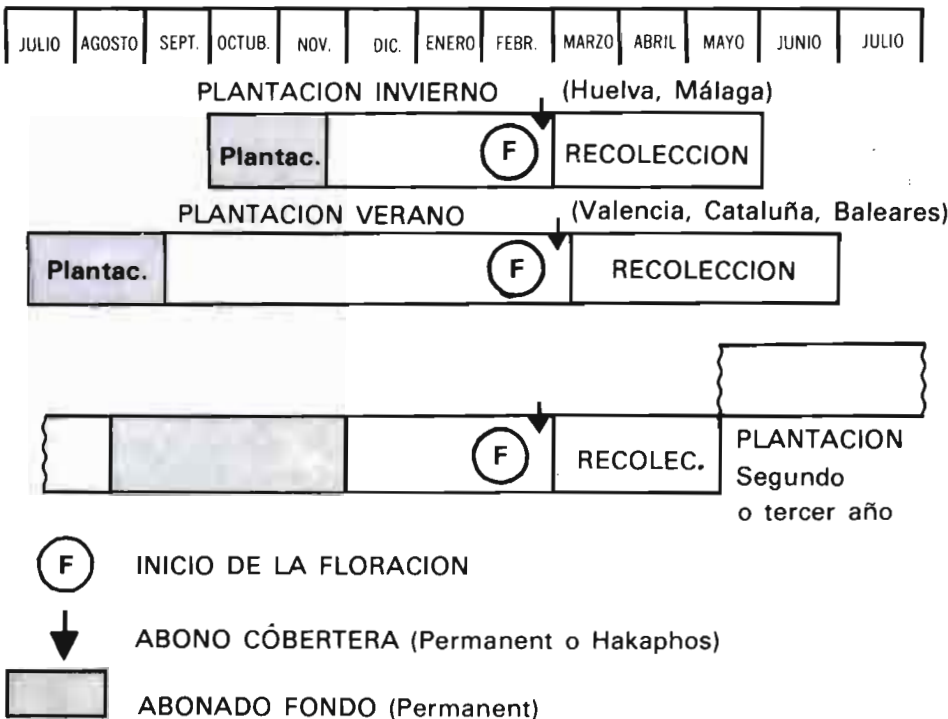 JULIO AGOSTO SEPT. OCTUB. NOV. DIC. ENERO FEBR. MARZO ABRIL MAYO JUNIO JULIO
PLANTACION INVIERNO (Huelva, Málaga)
Plantac. F RECOLECCION
PLANTACION VERANO (Valencia, Cataluña, Baleares)
Plantac. F RECOLECCION
F RECOLEC. PLANTACION
Segundo
o tercer año
F INICIO DE LA FLORACION
ABONO CÓBERTERA (Permanent o Hakaphos)
ABONADO FONDO (Permanent)